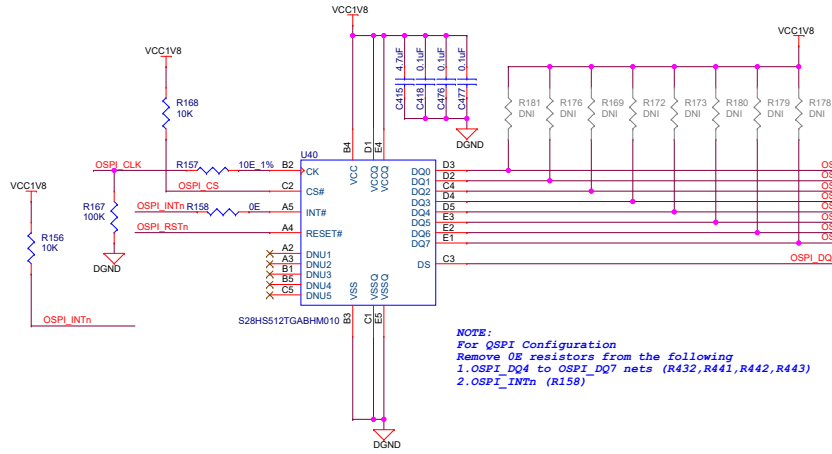 VCC1V8
VCC1V8
VCC1V8
R168
10K
4.7uF
0.1uF
0.1uF
0.1uF
C415
C418
C476
C477
DGND
R181
DNI
R176
DNI
R169
DNI
R172
DNI
R173
DNI
R180
DNI
R179
DNI
R178
DNI
U40
B4
D1
E4
VCC
VCCQ
VCCQ
OSPI_CLK
R157
10E_1%
B2
CK
OSPI_CS
C2
CS#
VCC1V8
R167
100K
OSPI_INTn
R158
0E
A5
INT#
OSPI_RSTn
A4
RESET#
R156
10K
DGND
A2
DNU1
A3
DNU2
B1
DNU3
B5
DNU4
C5
DNU5
OSPI_INTn
DQ0
D3
DQ1
D2
DQ2
C4
DQ3
D4
DQ4
D5
DQ5
E3
DQ6
E2
DQ7
E1
DS
C3
OSPI_DQ
VSS
VSSQ
VSSQ
B3
C1
E5
S28HS512TGABHM010
DGND
NOTE:
For QSPI Configuration
Remove 0E resistors from the following
1.OSPI_DQ4 to OSPI_DQ7 nets (R432,R441,R442,R443)
2.OSPI_INTn (R158)